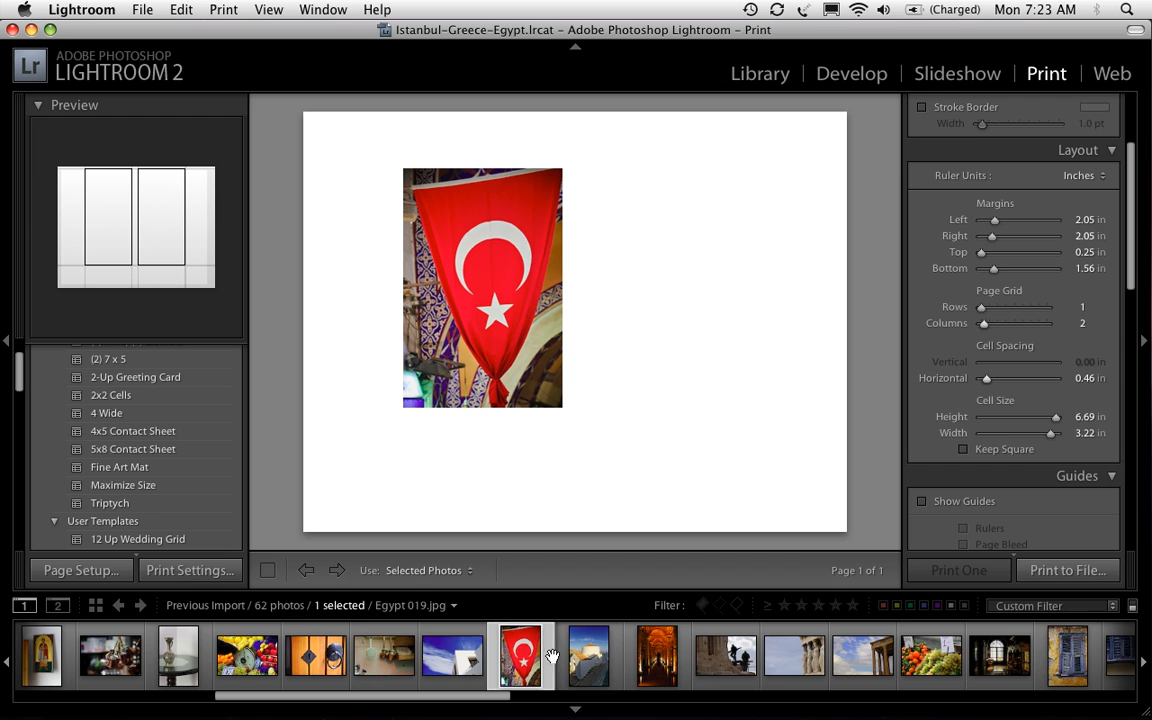 Lightroom File Edit Print View Window Help (Charged) Mon 7:23 AM
Istanbul-Greece-Egypt.lrcat - Adobe Photoshop Lightroom - Print
Lr ADOBE PHOTOSHOP
LIGHTROOM 2
Library | Develop | Slideshow | Print | Web
Preview
(2) 7 x 5
2-Up Greeting Card
2x2 Cells
4 Wide
4x5 Contact Sheet
5x8 Contact Sheet
Fine Art Mat
Maximize Size
Triptych
User Templates
12 Up Wedding Grid
Page Setup... Print Settings...
Use: Selected Photos Page 1 of 1
Stroke Border
Width 1.0 pt
Layout
Ruler Units : Inches
Margins
Left 2.05 in
Right 2.05 in
Top 0.25 in
Bottom 1.56 in
Page Grid
Rows 1
Columns 2
Cell Spacing
Vertical 0.00 in
Horizontal 0.46 in
Cell Size
Height 6.69 in
Width 3.22 in
Keep Square
Guides
Show Guides
Rulers
Page Bleed
Print One Print to File...
1 2 Previous Import / 62 photos / 1 selected / Egypt 019.jpg Filter : Custom Filter